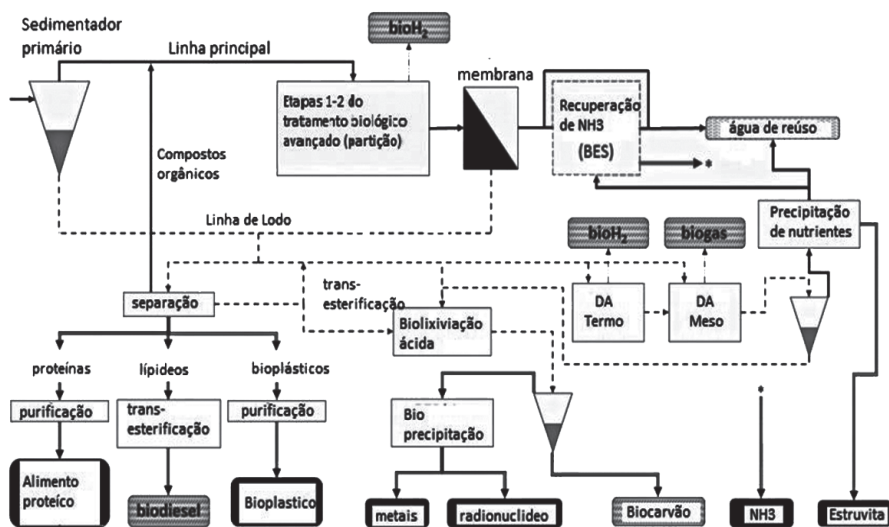 Sedimentador
primário
Linha principal
bioH₂
Etapas 1-2 do
tratamento biológico
avançado (partição)
membrana
Recuperação
de NH3
(BES)
*
água de reúso
Compostos
orgânicos
Linha de Lodo
Precipitação
de nutrientes
bioH₂
biogas
separação
trans-
esterificação
Biolixiviação
ácida
DA
Termo
DA
Meso
proteínas
lípideos
bioplásticos
purificação
trans-
esterificação
purificação
Bio
precipitação
*
Alimento
proteíco
biodiesel
Bioplastico
metais
radionuclideo
Biocarvão
NH3
Estruvita